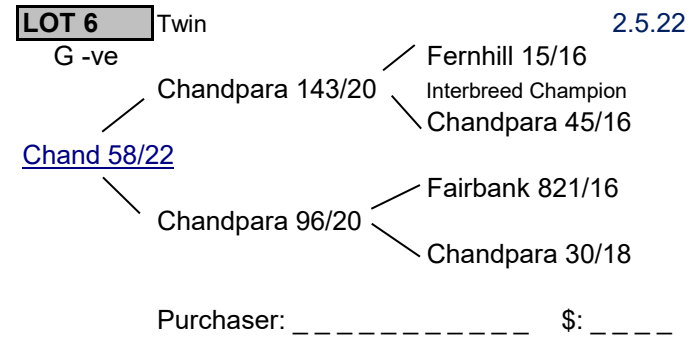 LOT 6 Twin 2.5.22
G -ve Fernhill 15/16
Chandpara 143/20 Interbreed Champion
Chandpara 45/16
Chand 58/22
Fairbank 821/16
Chandpara 96/20
Chandpara 30/18
Purchaser: _ _ _ _ _ _ _ _ _ _ _ $: _ _ _ _